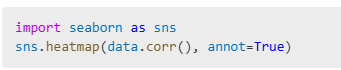 import seaborn as sns
sns.heatmap(data.corr(), annot=True)